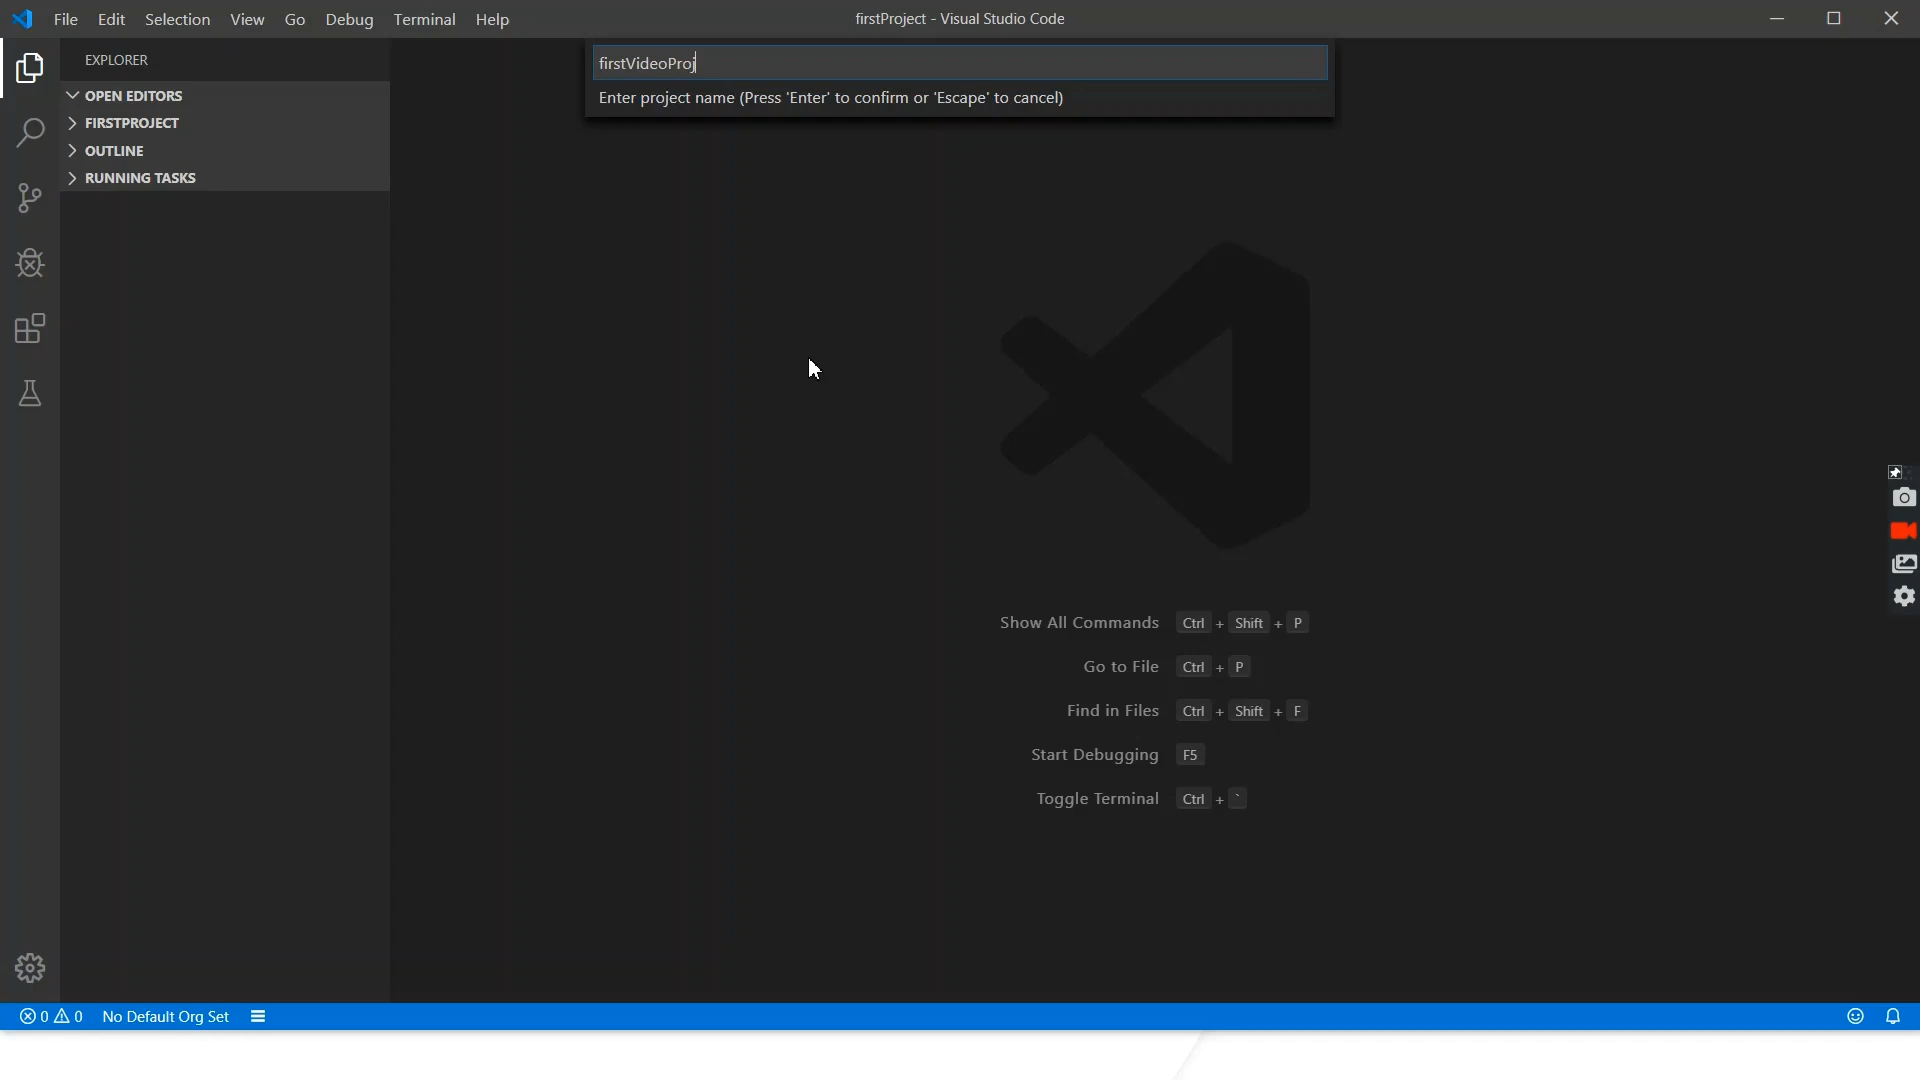 File Edit Selection View Go Debug Terminal Help
firstProject - Visual Studio Code
firstVideoProj
Enter project name (Press 'Enter' to confirm or 'Escape' to cancel)
EXPLORER
OPEN EDITORS
FIRSTPROJECT
OUTLINE
RUNNING TASKS
Show All Commands Ctrl + Shift + P
Go to File Ctrl + P
Find in Files Ctrl + Shift + F
Start Debugging F5
Toggle Terminal Ctrl + `
0 0 No Default Org Set